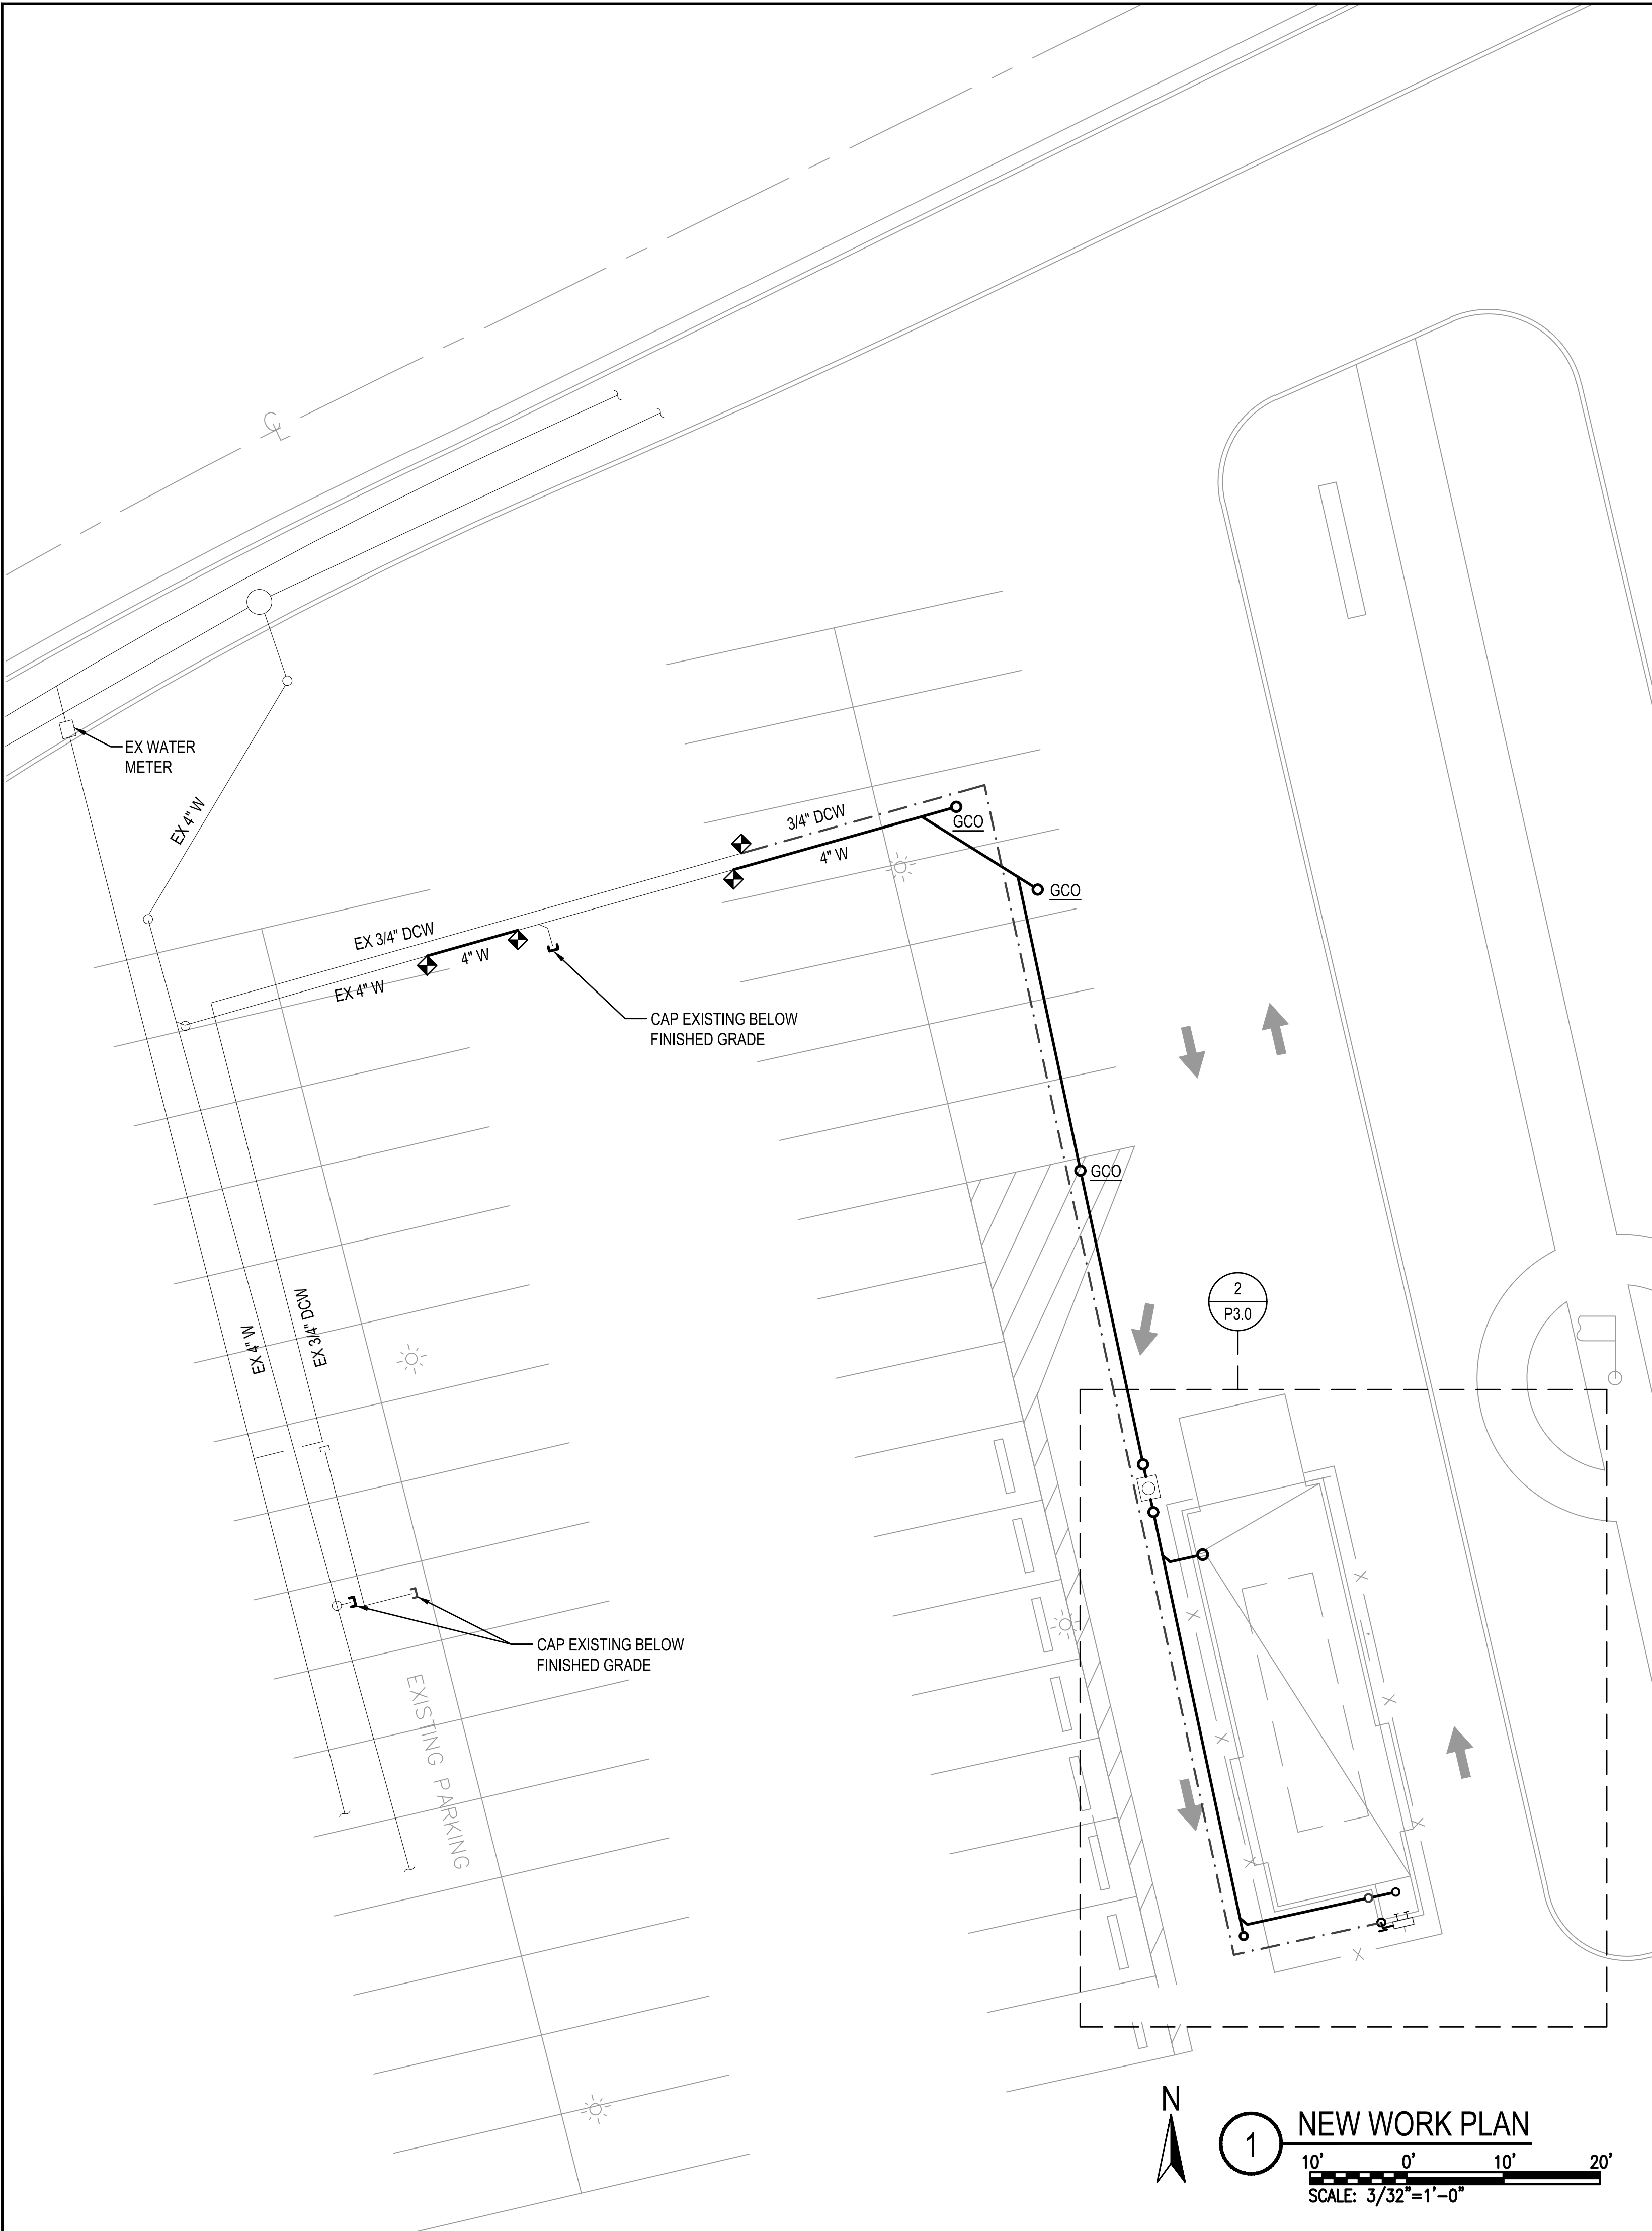 ℄
EX WATER
METER
EX 4" W
3/4" DCW
GCO
4" W
GCO
EX 3/4" DCW
4" W
EX 4" W
CAP EXISTING BELOW
FINISHED GRADE
GCO
2
P3.0
EX 4" W
EX 3/4" DCW
CAP EXISTING BELOW
FINISHED GRADE
EXISTING PARKING
N
1
NEW WORK PLAN
10' 0' 10' 20'
SCALE: 3/32"=1'-0"